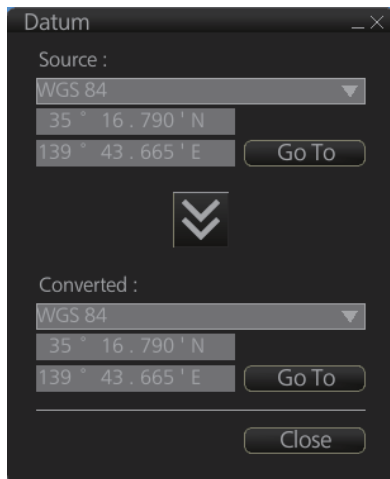 Datum
Source :
WGS 84
35 ° 16 . 790 ' N
139 ° 43 . 665 ' E Go To
Converted :
WGS 84
35 ° 16 . 790 ' N
139 ° 43 . 665 ' E Go To
Close